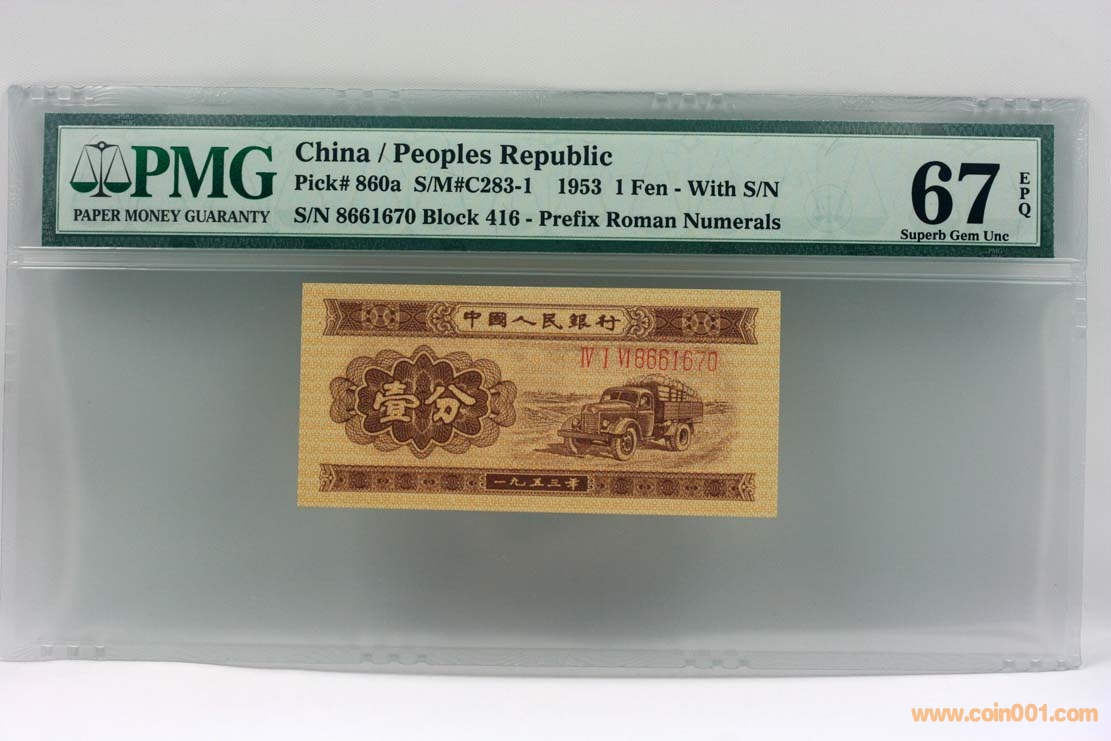 PMG
PAPER MONEY GUARANTY
China / Peoples Republic
Pick# 860a S/M#C283-1 1953 1 Fen - With S/N
S/N 8661670 Block 416 - Prefix Roman Numerals
67
EPQ
Superb Gem Unc
中國人民銀行
IV I VI 8661670
壹分
一九五三年
www.coin001.com